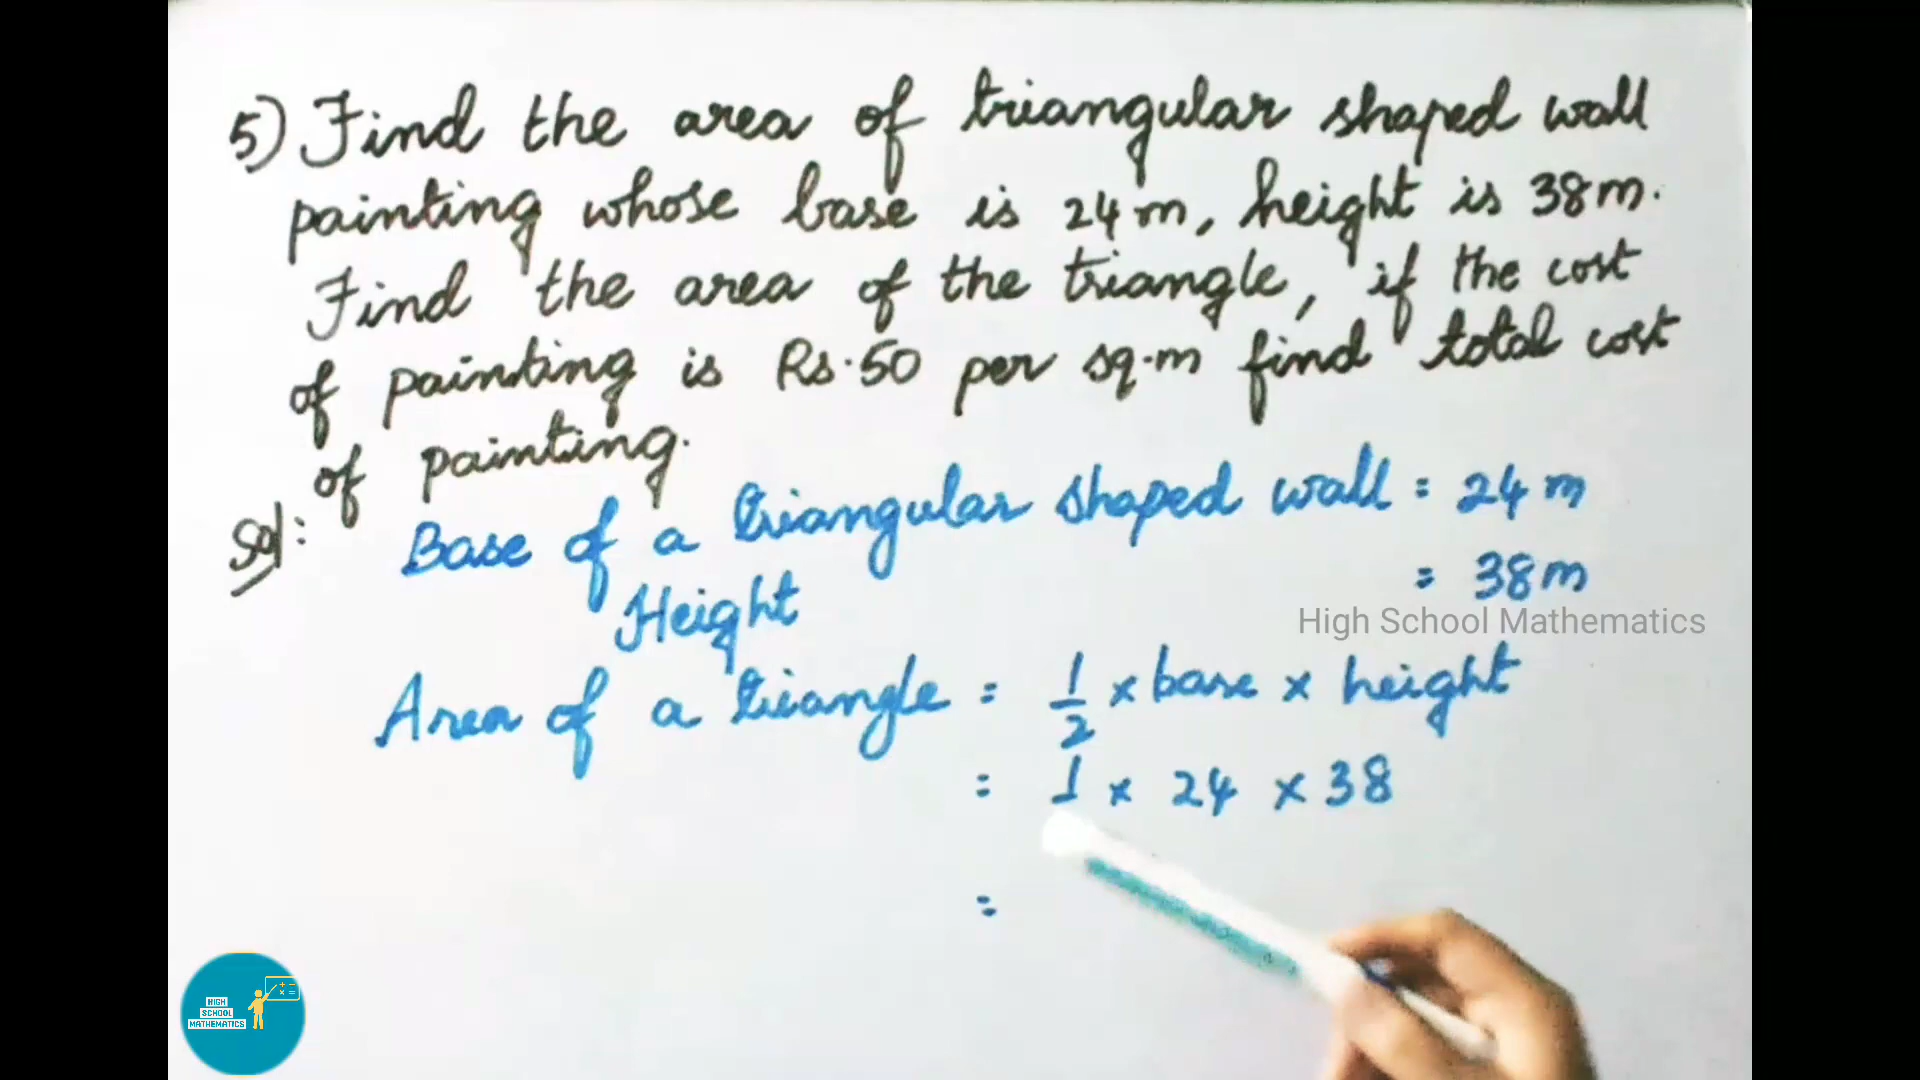 5) Find the area of triangular shaped wall
painting whose base is 24 m, height is 38 m.
Find the area of the triangle, if the cost
of painting is Rs. 50 per sq.m find total cost
of painting.
Sol: Base of a triangular shaped wall = 24 m
Height = 38 m
High School Mathematics
Area of a triangle = 1/2 × base × height
= 1 × 24 × 38
=
HIGH
SCHOOL
MATHEMATICS